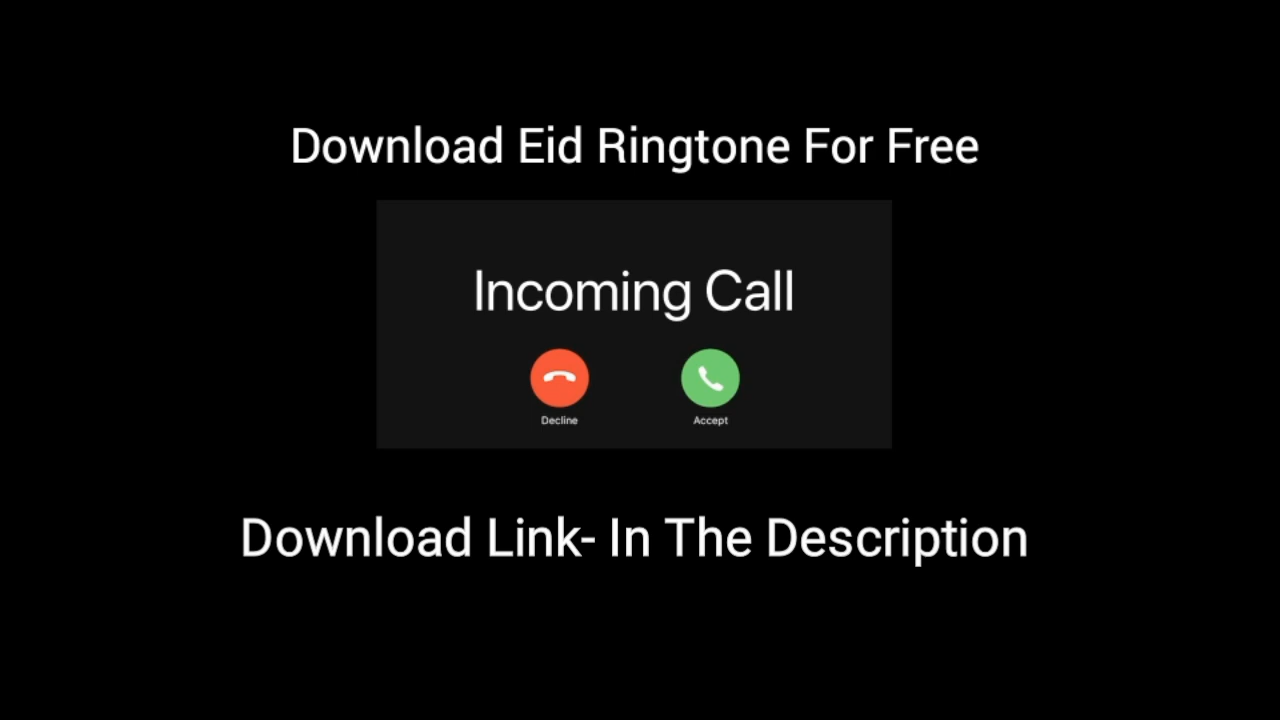 Download Eid Ringtone For Free
Incoming Call
Decline Accept
Download Link- In The Description